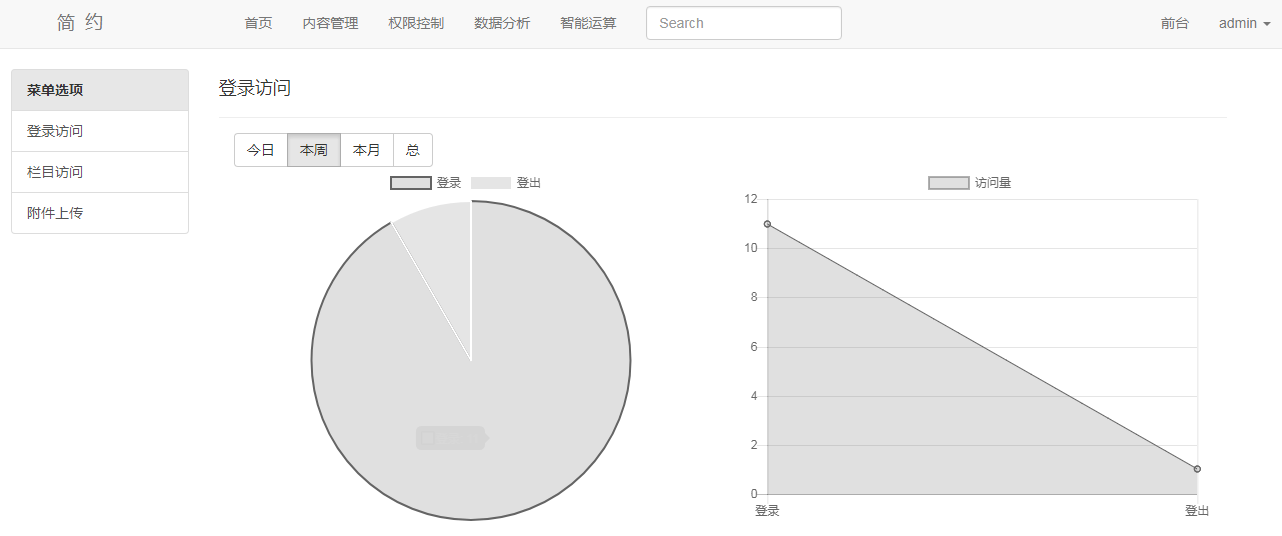 简 约 首页 内容管理 权限控制 数据分析 智能运算 Search 前台 admin
菜单选项
登录访问
栏目访问
附件上传
登录访问
今日 本周 本月 总
登录 登出
访问量
12
10
8
6
4
2
0
登录 登出